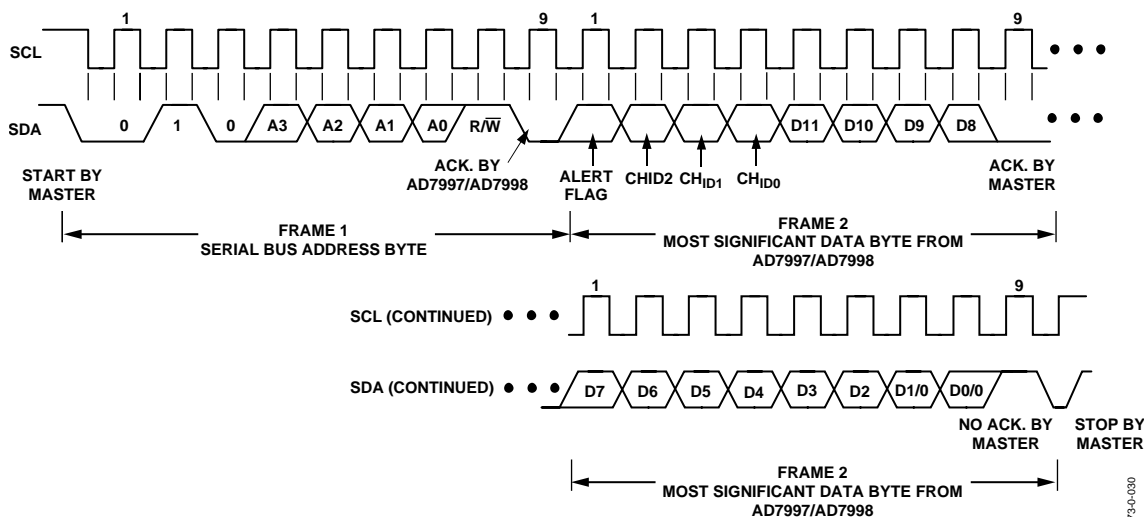 1 9 1 9
SCL
SDA
0 1 0 A3 A2 A1 A0 R/W̅ D11 D10 D9 D8
START BY
MASTER
ACK. BY
AD7997/AD7998
ALERT
FLAG
CHID2
CHID1
CHID0
ACK. BY
MASTER
FRAME 1
SERIAL BUS ADDRESS BYTE
FRAME 2
MOST SIGNIFICANT DATA BYTE FROM
AD7997/AD7998
1 9
SCL (CONTINUED)
SDA (CONTINUED)
D7 D6 D5 D4 D3 D2 D1/0 D0/0
NO ACK. BY
MASTER
STOP BY
MASTER
FRAME 2
MOST SIGNIFICANT DATA BYTE FROM
AD7997/AD7998